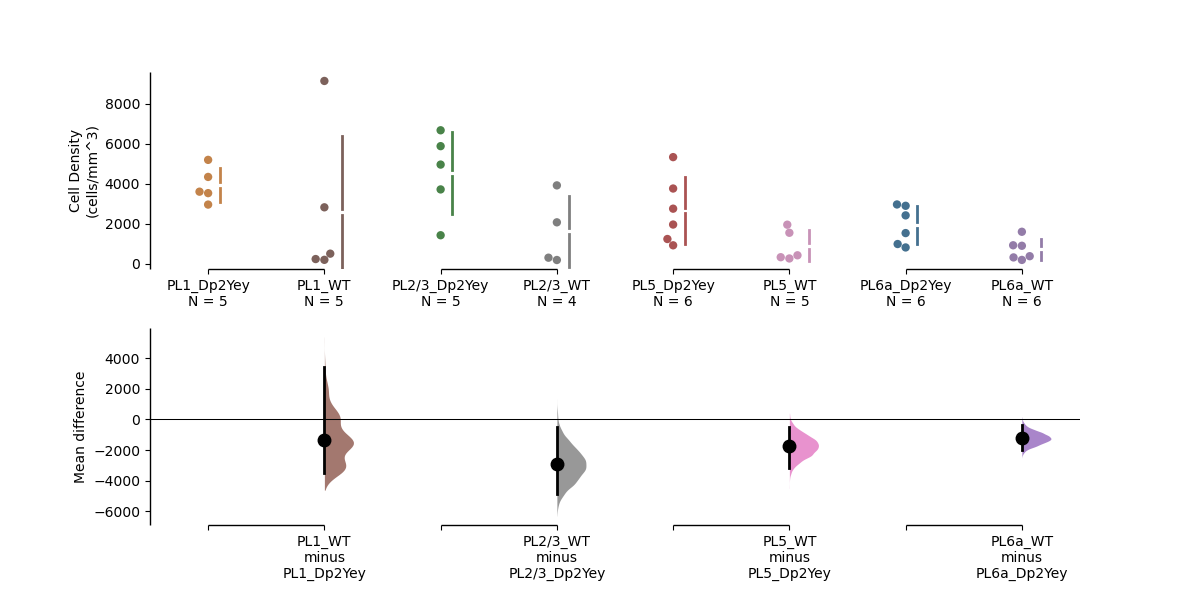 Cell Density
(cells/mm^3)
8000
6000
4000
2000
0
PL1_Dp2Yey
N = 5
PL1_WT
N = 5
PL2/3_Dp2Yey
N = 5
PL2/3_WT
N = 4
PL5_Dp2Yey
N = 6
PL5_WT
N = 5
PL6a_Dp2Yey
N = 6
PL6a_WT
N = 6
Mean difference
4000
2000
0
−2000
−4000
−6000
PL1_WT
minus
PL1_Dp2Yey
PL2/3_WT
minus
PL2/3_Dp2Yey
PL5_WT
minus
PL5_Dp2Yey
PL6a_WT
minus
PL6a_Dp2Yey